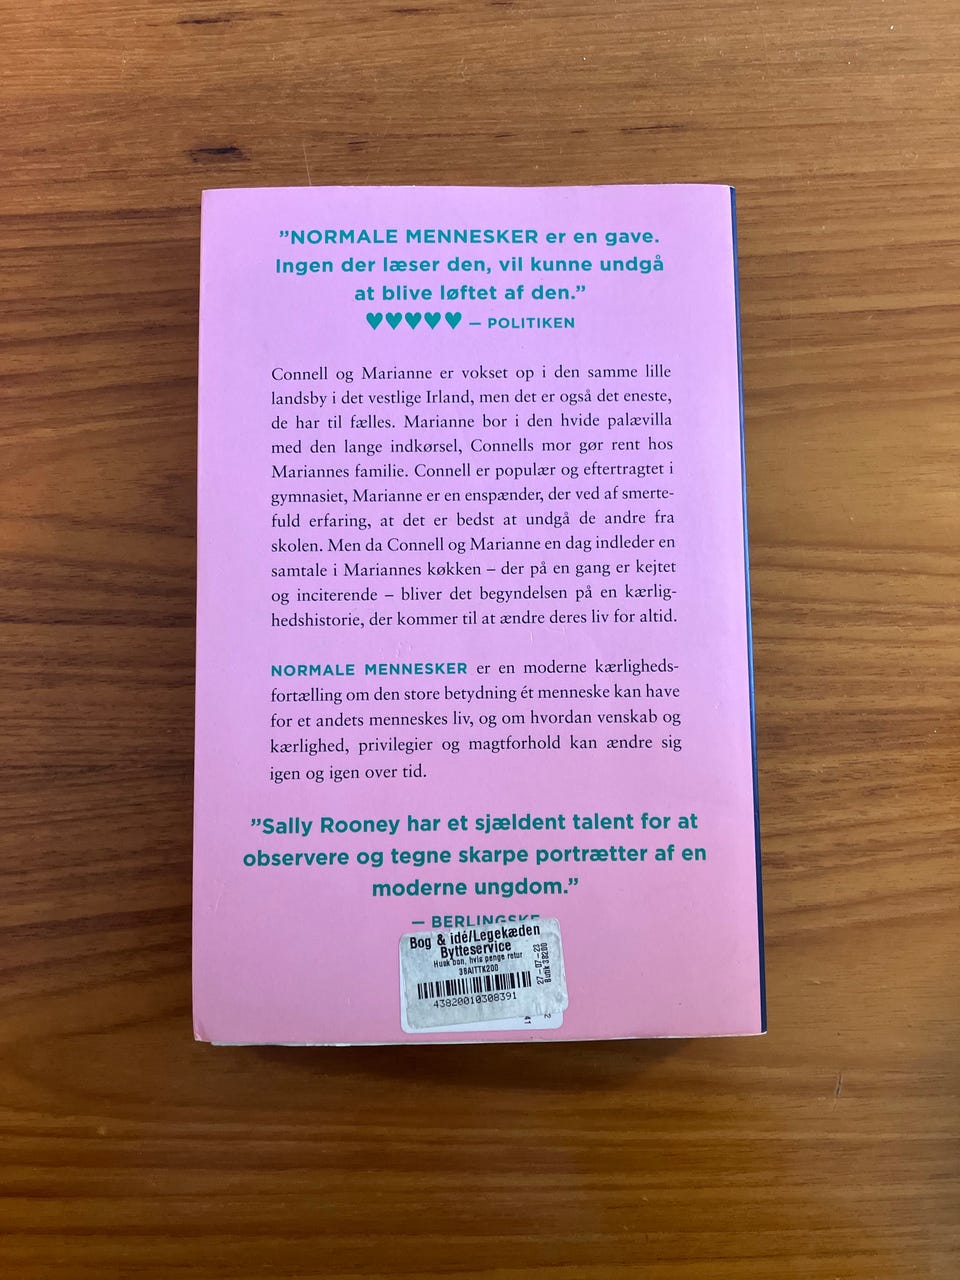 ”NORMALE MENNESKER er en gave.
Ingen der læser den, vil kunne undgå
at blive løftet af den.”
♥♥♥♥♥ — POLITIKEN
Connell og Marianne er vokset op i den samme lille
landsby i det vestlige Irland, men det er også det eneste,
de har til fælles. Marianne bor i den hvide palævilla
med den lange indkørsel, Connells mor gør rent hos
Mariannes familie. Connell er populær og eftertragtet i
gymnasiet, Marianne er en enspænder, der ved af smerte-
fuld erfaring, at det er bedst at undgå de andre fra
skolen. Men da Connell og Marianne en dag indleder en
samtale i Mariannes køkken – der på en gang er kejtet
og inciterende – bliver det begyndelsen på en kærlig-
hedshistorie, der kommer til at ændre deres liv for altid.
NORMALE MENNESKER er en moderne kærligheds-
fortælling om den store betydning ét menneske kan have
for et andets menneskes liv, og om hvordan venskab og
kærlighed, privilegier og magtforhold kan ændre sig
igen og igen over tid.
”Sally Rooney har et sjældent talent for at
observere og tegne skarpe portrætter af en
moderne ungdom.”
— BERLINGSKE
Bog & idé/Legekæden
Bytteservice
Husk bon, hvis penge retur
38AITTK200
43820010308391
27-07-23
41
2